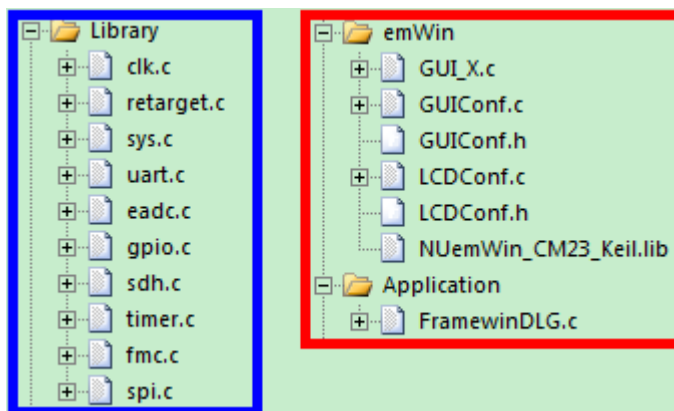 Library
clk.c
retarget.c
sys.c
uart.c
eadc.c
gpio.c
sdh.c
timer.c
fmc.c
spi.c
emWin
GUI_X.c
GUIConf.c
GUIConf.h
LCDConf.c
LCDConf.h
NUemWin_CM23_Keil.lib
Application
FramewinDLG.c